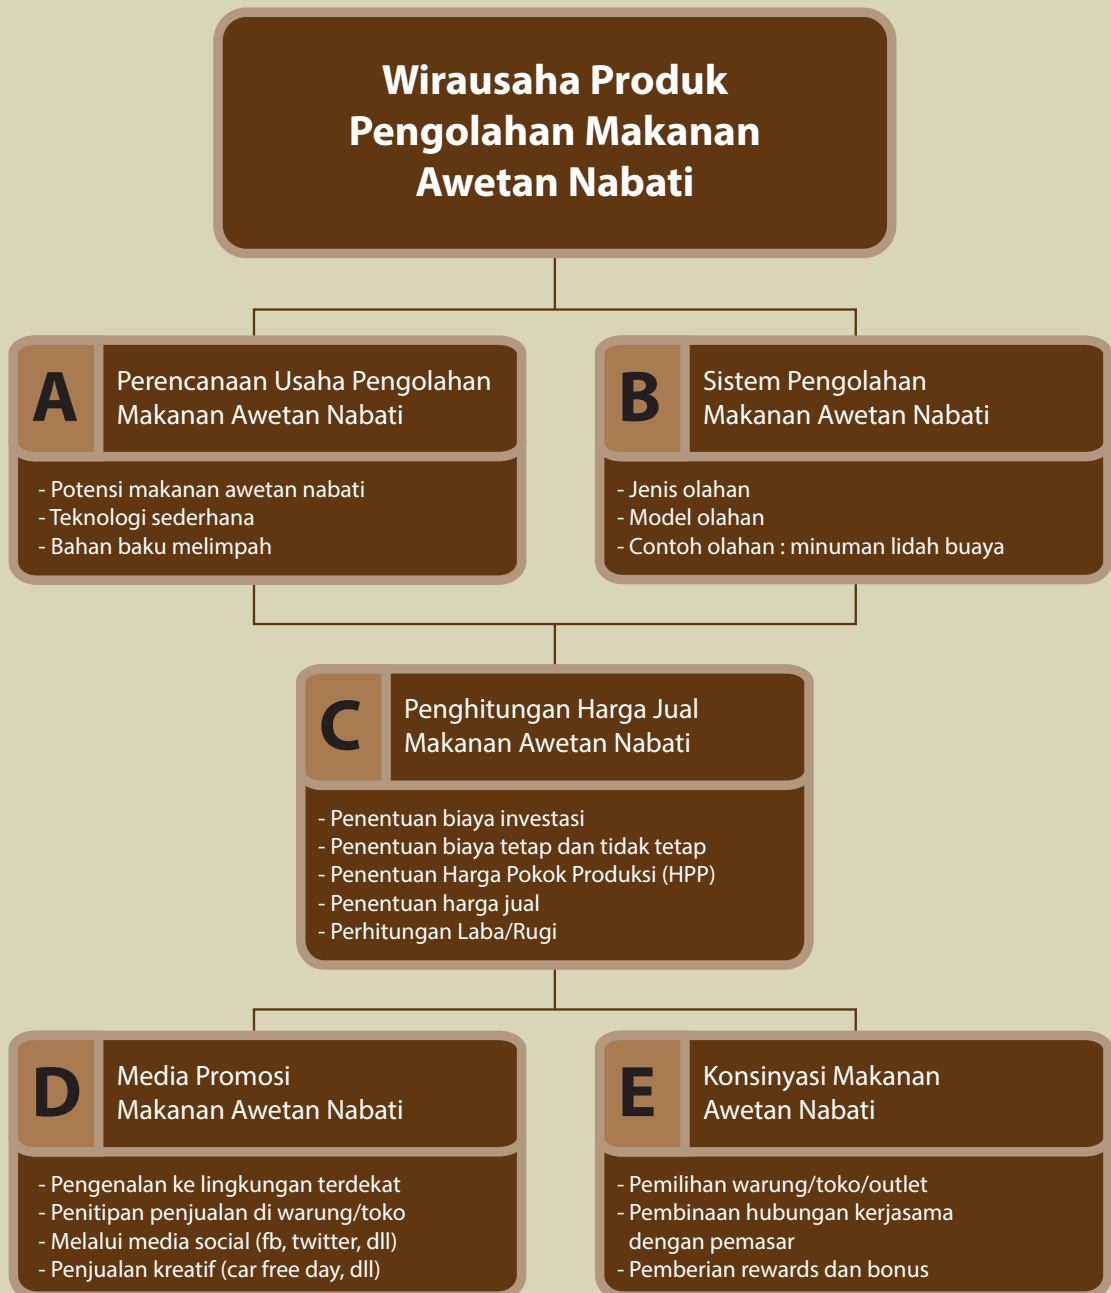 Wirausaha Produk
Pengolahan Makanan
Awetan Nabati
A
Perencanaan Usaha Pengolahan
Makanan Awetan Nabati
- Potensi makanan awetan nabati
- Teknologi sederhana
- Bahan baku melimpah
B
Sistem Pengolahan
Makanan Awetan Nabati
- Jenis olahan
- Model olahan
- Contoh olahan : minuman lidah buaya
C
Penghitungan Harga Jual
Makanan Awetan Nabati
- Penentuan biaya investasi
- Penentuan biaya tetap dan tidak tetap
- Penentuan Harga Pokok Produksi (HPP)
- Penentuan harga jual
- Perhitungan Laba/Rugi
D
Media Promosi
Makanan Awetan Nabati
- Pengenalan ke lingkungan terdekat
- Penitipan penjualan di warung/toko
- Melalui media social (fb, twitter, dll)
- Penjualan kreatif (car free day, dll)
E
Konsinyasi Makanan
Awetan Nabati
- Pemilihan warung/toko/outlet
- Pembinaan hubungan kerjasama
dengan pemasar
- Pemberian rewards dan bonus